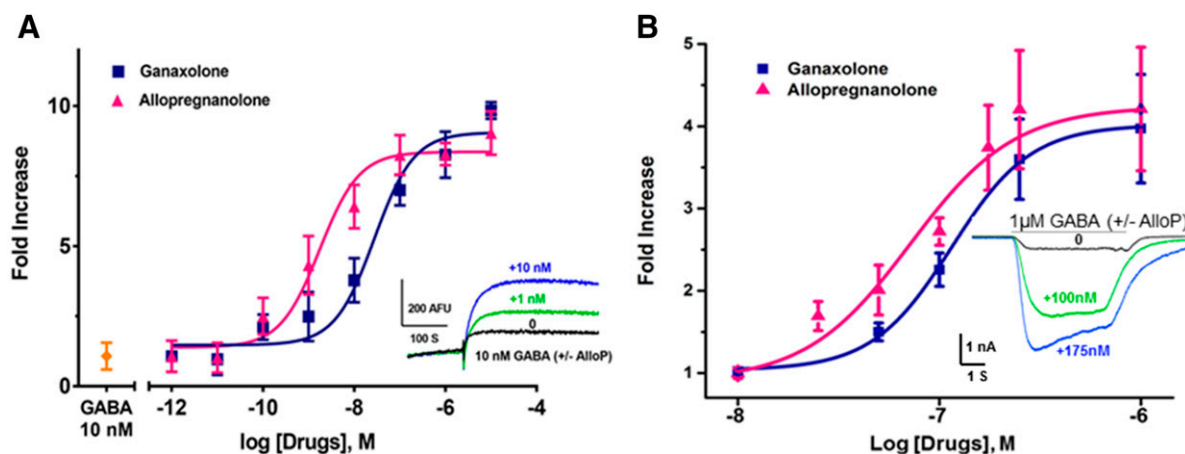 A
Ganaxolone
Allopregnanolone
Fold Increase
10
5
0
+10 nM
+1 nM
0
10 nM GABA (+/- AlloP)
200 AFU
100 S
GABA
10 nM
-12
-10
-8
-6
-4
log [Drugs], M
B
Ganaxolone
Allopregnanolone
Fold Increase
5
4
3
2
1
1µM GABA (+/- AlloP)
0
+100nM
+175nM
1 nA
1 S
-8
-7
-6
Log [Drugs], M